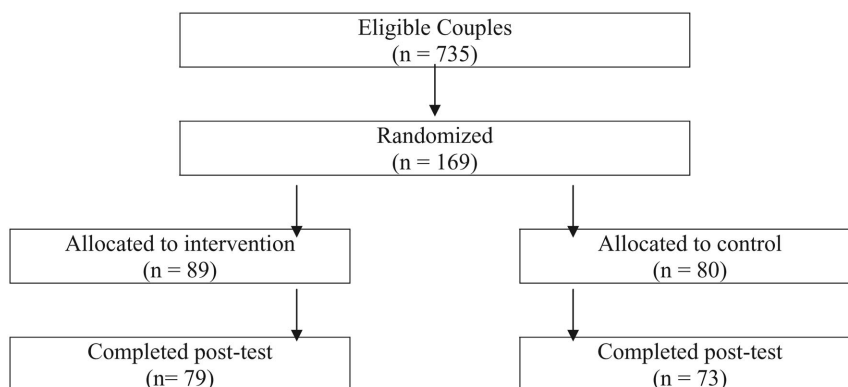 Eligible Couples
(n = 735)
Randomized
(n = 169)
Allocated to intervention
(n = 89)
Allocated to control
(n = 80)
Completed post-test
(n= 79)
Completed post-test
(n = 73)